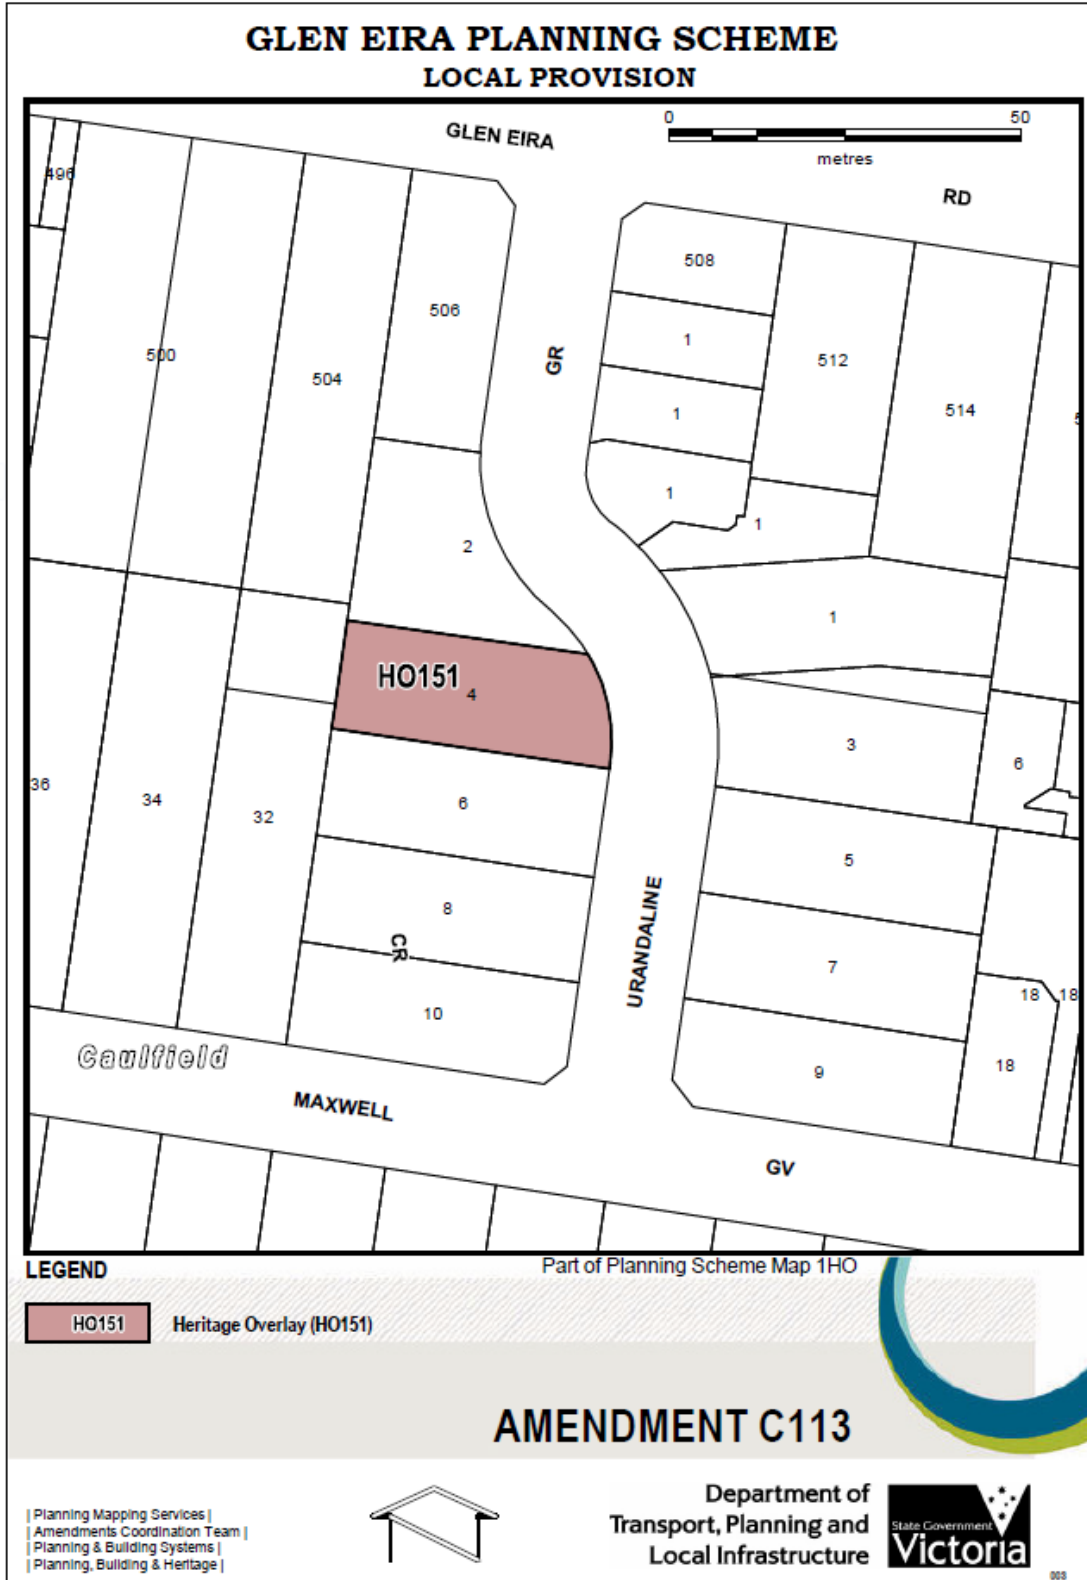 GLEN EIRA PLANNING SCHEME
LOCAL PROVISION
GLEN EIRA
0 50
metres
RD
496
508
506
GR
1
500
504
512
1
514
5
1
1
2
1
HO151
4
3
6
36
34
32
6
5
8
CR
URANDALINE
7
10
18 18
Caulfield
9
18
MAXWELL
GV
LEGEND
Part of Planning Scheme Map 1HO
HO151
Heritage Overlay (HO151)
AMENDMENT C113
| Planning Mapping Services |
| Amendments Coordination Team |
| Planning & Building Systems |
| Planning, Building & Heritage |
Department of
Transport, Planning and
Local Infrastructure
State Government
Victoria
003